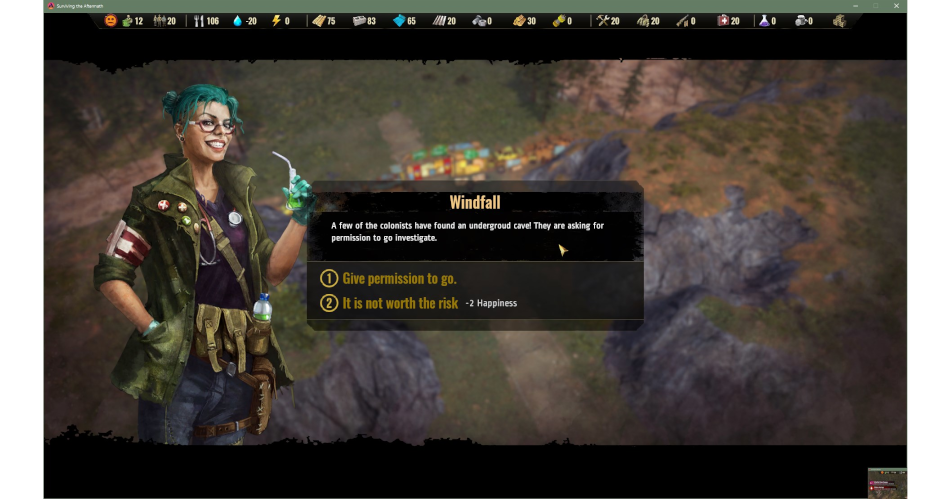 Surviving the Aftermath
12 20 106 -20 0 75 83 65 20 0 30 0 20 20 0 20 0 0
Windfall
A few of the colonists have found an undergroud cave! They are asking for
permission to go investigate.
1 Give permission to go.
2 It is not worth the risk -2 Happiness